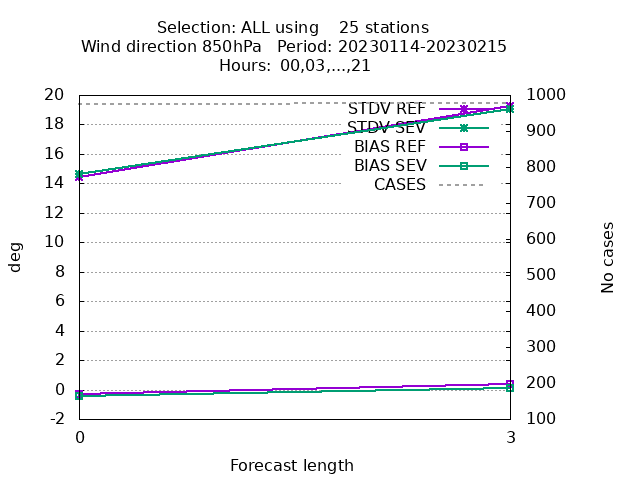 Selection: ALL using 25 stations
Wind direction 850hPa Period: 20230114-20230215
Hours: 00,03,...,21
20 1000
18 900
16 800
14 700
12 600
10 500
8 400
6 300
4 200
2 100
0
-2
STDV REF
STDV SEV
BIAS REF
BIAS SEV
CASES
deg
No cases
0 3
Forecast length